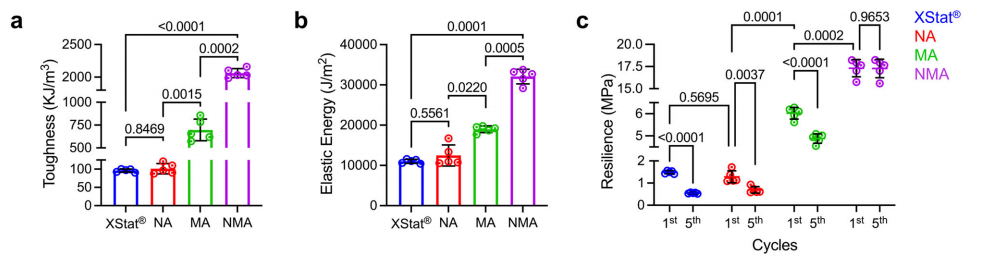 a
b
c
<0.0001
0.0002
0.0015
0.8469
Toughness (KJ/m³)
2500
2000
1000
750
500
100
50
0
XStat® NA MA NMA
0.0001
0.0005
0.0220
0.5561
Elastic Energy (J/m²)
40000
30000
20000
10000
0
XStat® NA MA NMA
0.0001
0.9653
0.0002
<0.0001
0.0037
0.5695
<0.0001
Resilience (MPa)
20.0
17.5
15.0
6
5
2
1
0
1st 5th 1st 5th 1st 5th 1st 5th
Cycles
XStat®
NA
MA
NMA